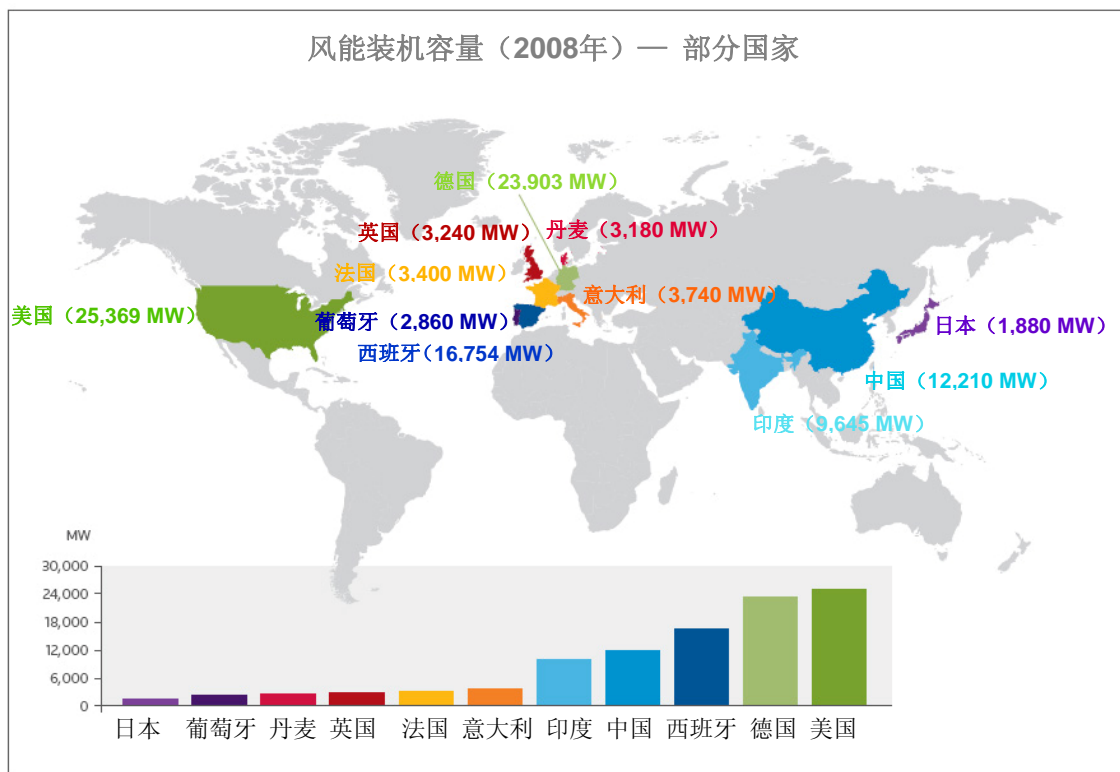 风能装机容量（2008年）— 部分国家
德国（23.903 MW）
英国（3,240 MW）
丹麦（3,180 MW）
法国（3,400 MW）
意大利（3,740 MW）
美国（25,369 MW）
葡萄牙（2,860 MW）
日本（1,880 MW）
西班牙（16,754 MW）
中国（12,210 MW）
印度（9,645 MW）
MW
30,000
24,000
18,000
12,000
6,000
0
日本 葡萄牙 丹麦 英国 法国 意大利 印度 中国 西班牙 德国 美国